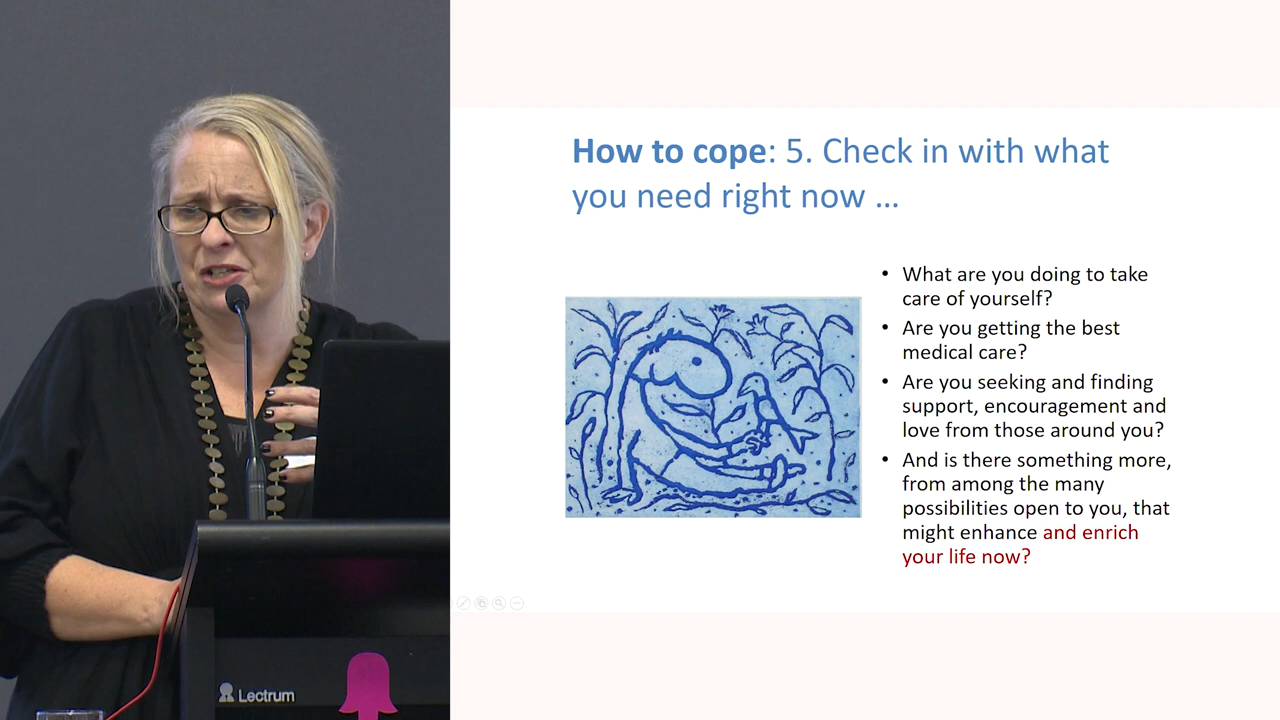 How to cope: 5. Check in with what
you need right now ...
• What are you doing to take
care of yourself?
• Are you getting the best
medical care?
• Are you seeking and finding
support, encouragement and
love from those around you?
• And is there something more,
from among the many
possibilities open to you, that
might enhance and enrich
your life now?
Lectrum